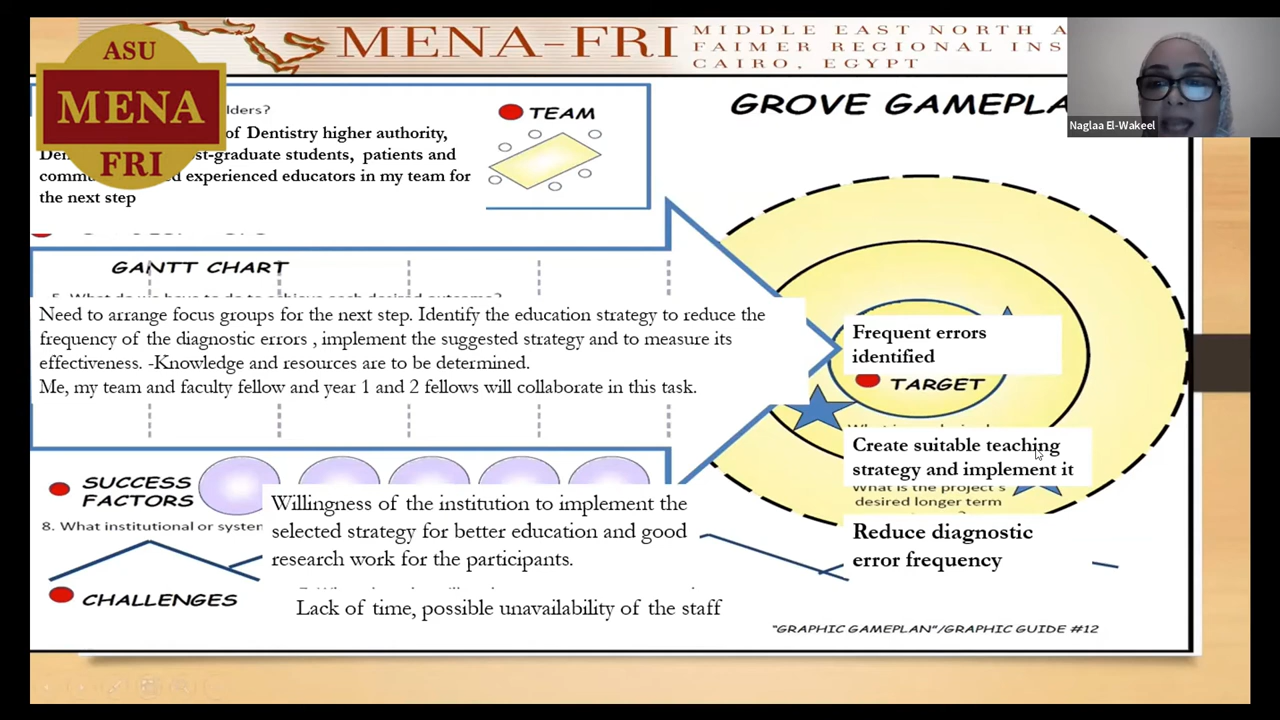 ASU
MENA
FRI
MENA-FRI
MIDDLE EAST NORTH A
FAIMER REGIONAL INS
CAIRO, EGYPT
Naglaa El-Wakeel
GROVE GAMEPLA
lders?
of Dentistry higher authority,
st-graduate students, patients and
experienced educators in my team for
the next step
TEAM
GANTT CHART
Need to arrange focus groups for the next step. Identify the education strategy to reduce the
frequency of the diagnostic errors , implement the suggested strategy and to measure its
effectiveness. -Knowledge and resources are to be determined.
Me, my team and faculty fellow and year 1 and 2 fellows will collaborate in this task.
Frequent errors
identified
TARGET
Create suitable teaching
strategy and implement it
What is the project's
desired longer term
Reduce diagnostic
error frequency
SUCCESS
FACTORS
8. What institutional or system
Willingness of the institution to implement the
selected strategy for better education and good
research work for the participants.
CHALLENGES
Lack of time, possible unavailability of the staff
"GRAPHIC GAMEPLAN"/GRAPHIC GUIDE #12